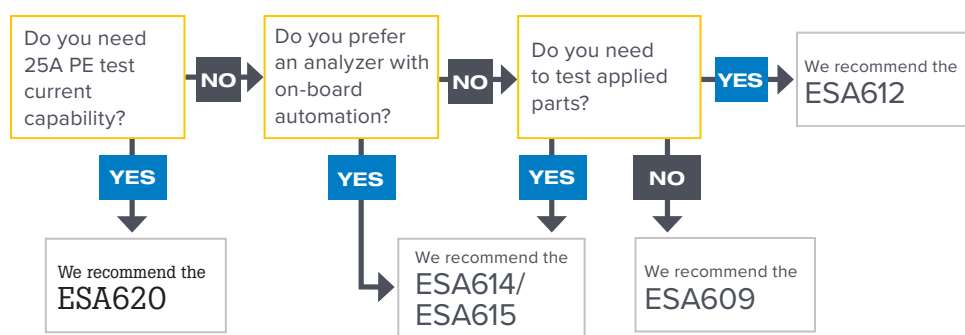 Do you need
25A PE test
current
capability?
NO
Do you prefer
an analyzer with
on-board
automation?
NO
Do you need
to test applied
parts?
YES
We recommend the
ESA612
YES
YES
YES
NO
We recommend the
ESA620
We recommend the
ESA614/
ESA615
We recommend the
ESA609